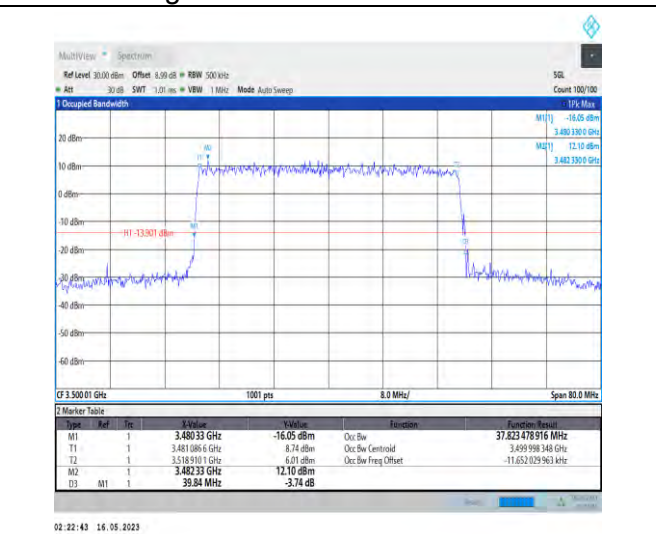 MultiView Spectrum
Ref Level 30.00 dBm Offset 8.99 dB RBW 500 kHz SGL
Att 30 dB SWT 1.01 ms VBW 1 MHz Mode Auto Sweep Count 100/100
1 Occupied Bandwidth 1Pk Max
M1[1] -16.05 dBm
3.480 330 0 GHz
M2[1] 12.10 dBm
3.482 330 0 GHz
20 dBm
M2
T1
10 dBm
0 dBm
-10 dBm
M1
H1 -13.901 dBm
-20 dBm
-30 dBm
-40 dBm
-50 dBm
-60 dBm
CF 3.500 01 GHz 1001 pts 8.0 MHz/ Span 80.0 MHz
2 Marker Table
Type Ref Trc X-Value Y-Value Function Function Result
M1 1 3.480 33 GHz -16.05 dBm Occ Bw 37.823 478 916 MHz
T1 1 3.481 086 6 GHz 8.74 dBm Occ Bw Centroid 3.499 998 348 GHz
T2 1 3.518 910 1 GHz 6.01 dBm Occ Bw Freq Offset -11.652 029 963 kHz
M2 1 3.482 33 GHz 12.10 dBm
D3 M1 1 39.84 MHz -3.74 dB
02:22:43 16.05.2023